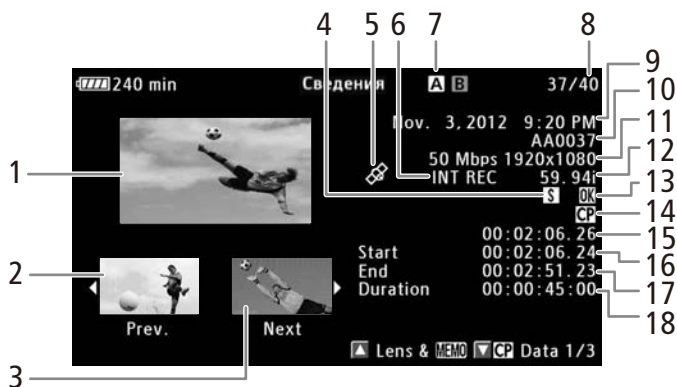 4 5 6 7 8
240 min Сведения A B 37/40
9
Nov. 3, 2012 9:20 PM
10
AA0037
11
50 Mbps 1920x1080
12
INT REC 59.94i
13
S OK
14
CP
15
00:02:06.26
16
Start 00:02:06.24
17
End 00:02:51.23
18
Duration 00:00:45:00
1
2
Prev. Next
3
Lens & MEMO CP Data 1/3